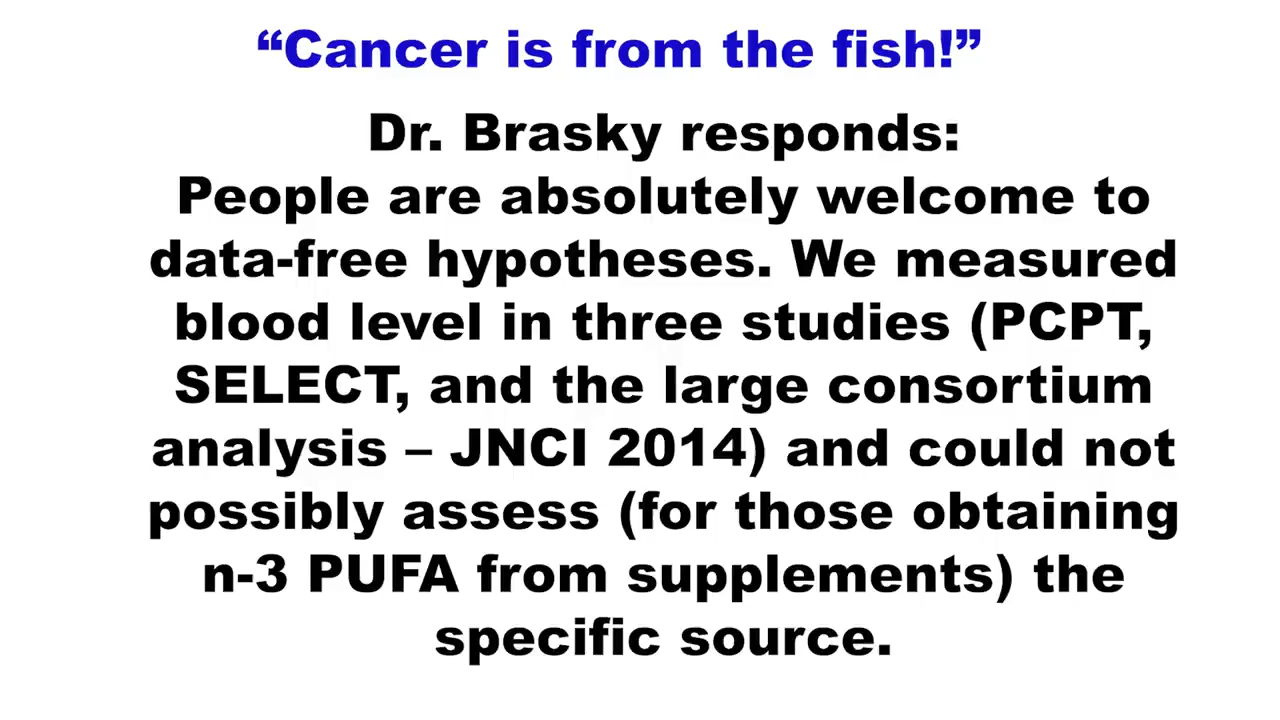 “Cancer is from the fish!”
Dr. Brasky responds:
People are absolutely welcome to
data-free hypotheses. We measured
blood level in three studies (PCPT,
SELECT, and the large consortium
analysis – JNCI 2014) and could not
possibly assess (for those obtaining
n-3 PUFA from supplements) the
specific source.